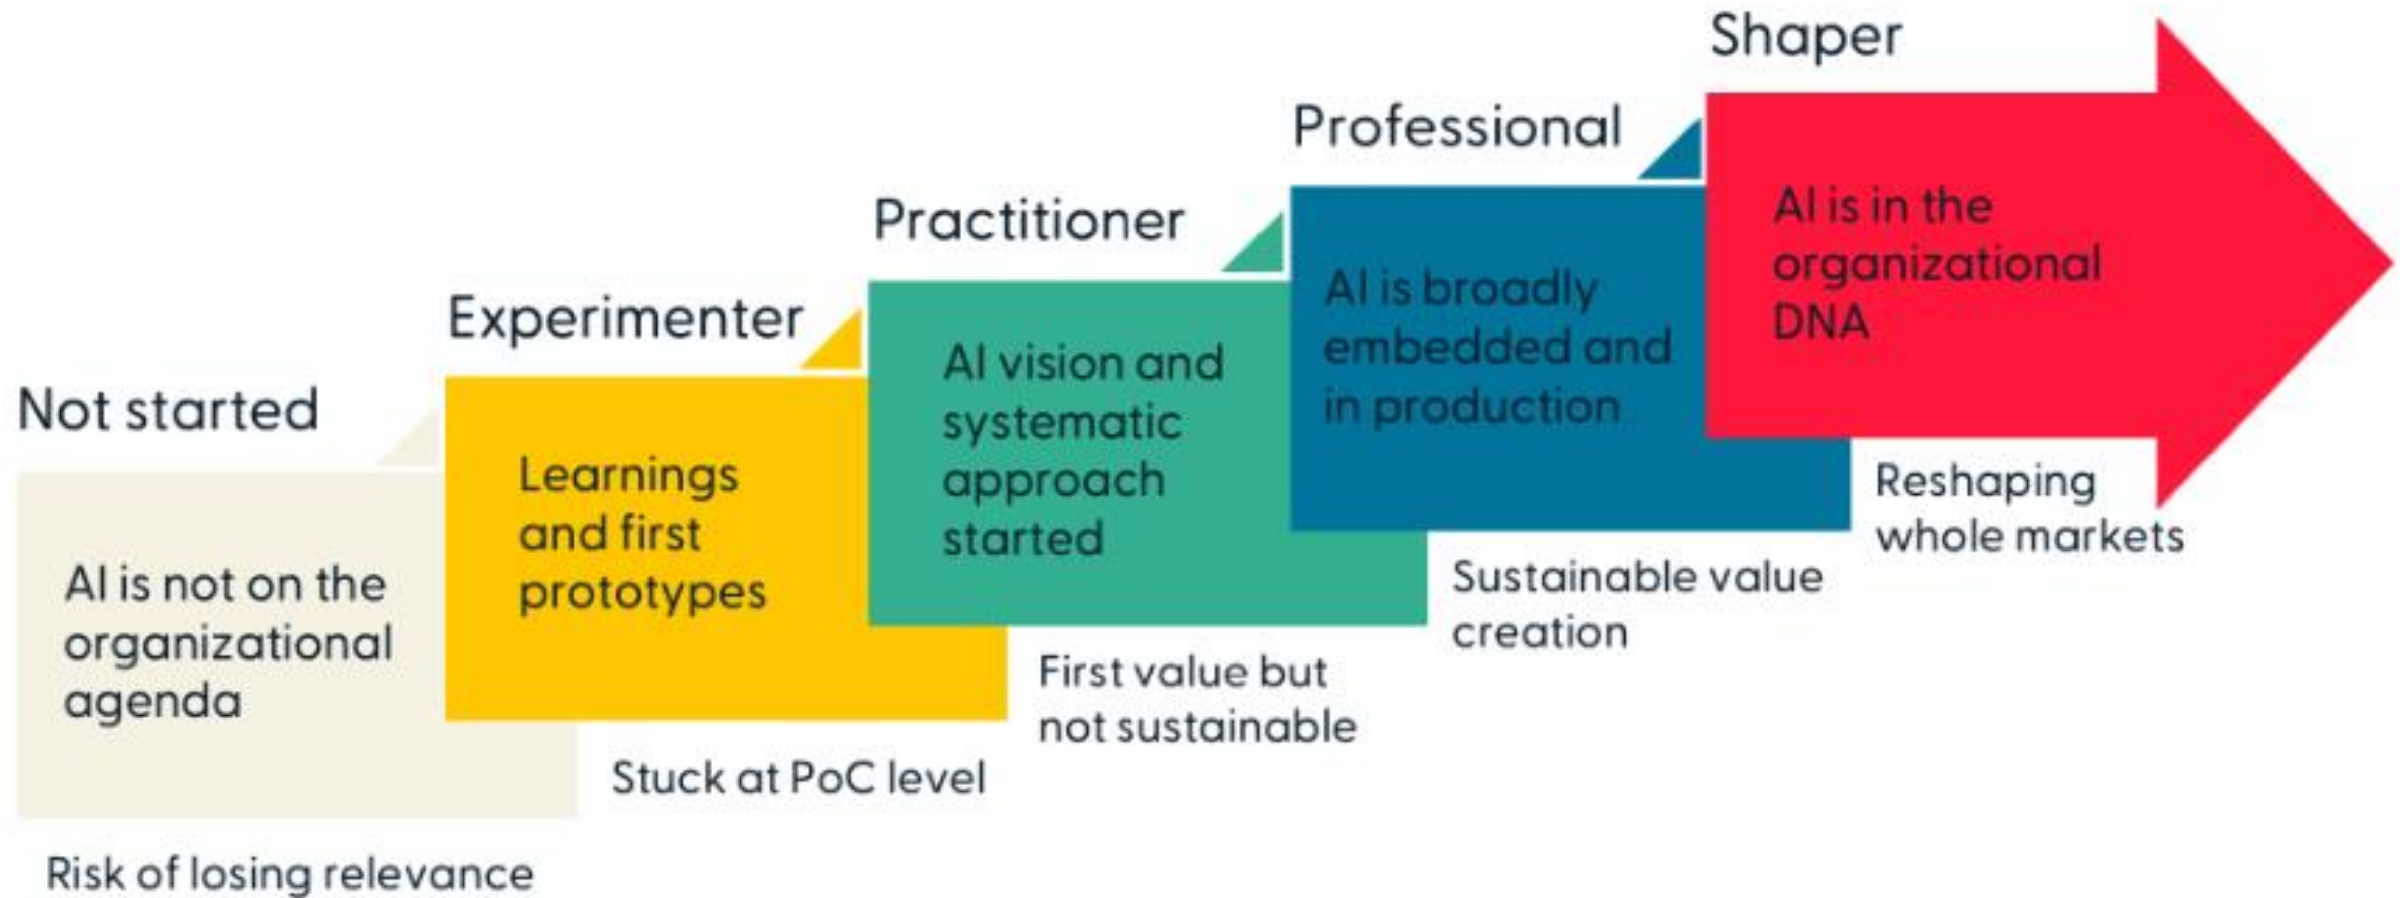 Not started
AI is not on the
organizational
agenda
Risk of losing relevance
Experimenter
Learnings
and first
prototypes
Stuck at PoC level
Practitioner
AI vision and
systematic
approach
started
First value but
not sustainable
Professional
AI is broadly
embedded and
in production
Sustainable value
creation
Shaper
AI is in the
organizational
DNA
Reshaping
whole markets